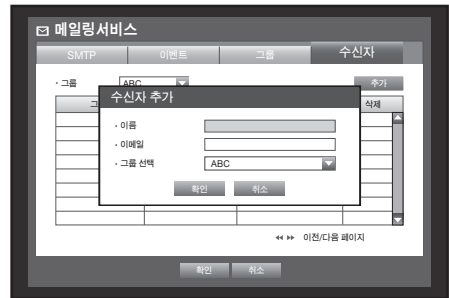 메일링서비스
SMTP 이벤트 그룹 수신자
· 그룹 ABC 추가
삭제
수신자 추가
· 이름
· 이메일
· 그룹 선택 ABC
확인 취소
이전/다음 페이지
확인 취소